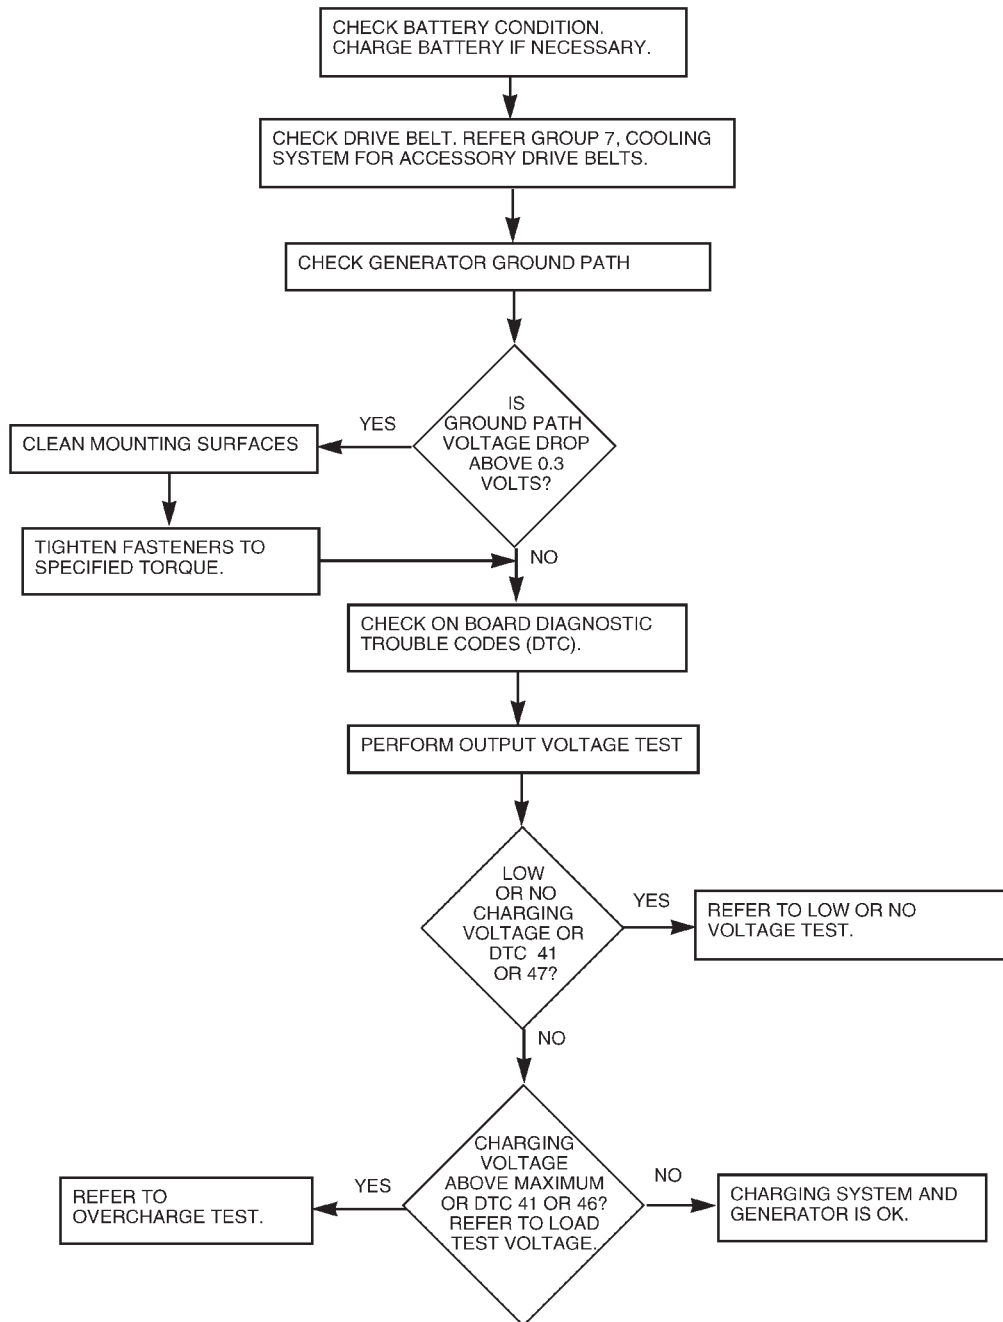 CHECK BATTERY CONDITION.
CHARGE BATTERY IF NECESSARY.
CHECK DRIVE BELT. REFER GROUP 7, COOLING
SYSTEM FOR ACCESSORY DRIVE BELTS.
CHECK GENERATOR GROUND PATH
IS
GROUND PATH
VOLTAGE DROP
ABOVE 0.3
VOLTS?
YES
CLEAN MOUNTING SURFACES
TIGHTEN FASTENERS TO
SPECIFIED TORQUE.
NO
CHECK ON BOARD DIAGNOSTIC
TROUBLE CODES (DTC).
PERFORM OUTPUT VOLTAGE TEST
LOW
OR NO
CHARGING
VOLTAGE OR
DTC 41
OR 47?
YES
REFER TO LOW OR NO
VOLTAGE TEST.
NO
CHARGING
VOLTAGE
ABOVE MAXIMUM
OR DTC 41 OR 46?
REFER TO LOAD
TEST VOLTAGE.
YES
REFER TO
OVERCHARGE TEST.
NO
CHARGING SYSTEM AND
GENERATOR IS OK.